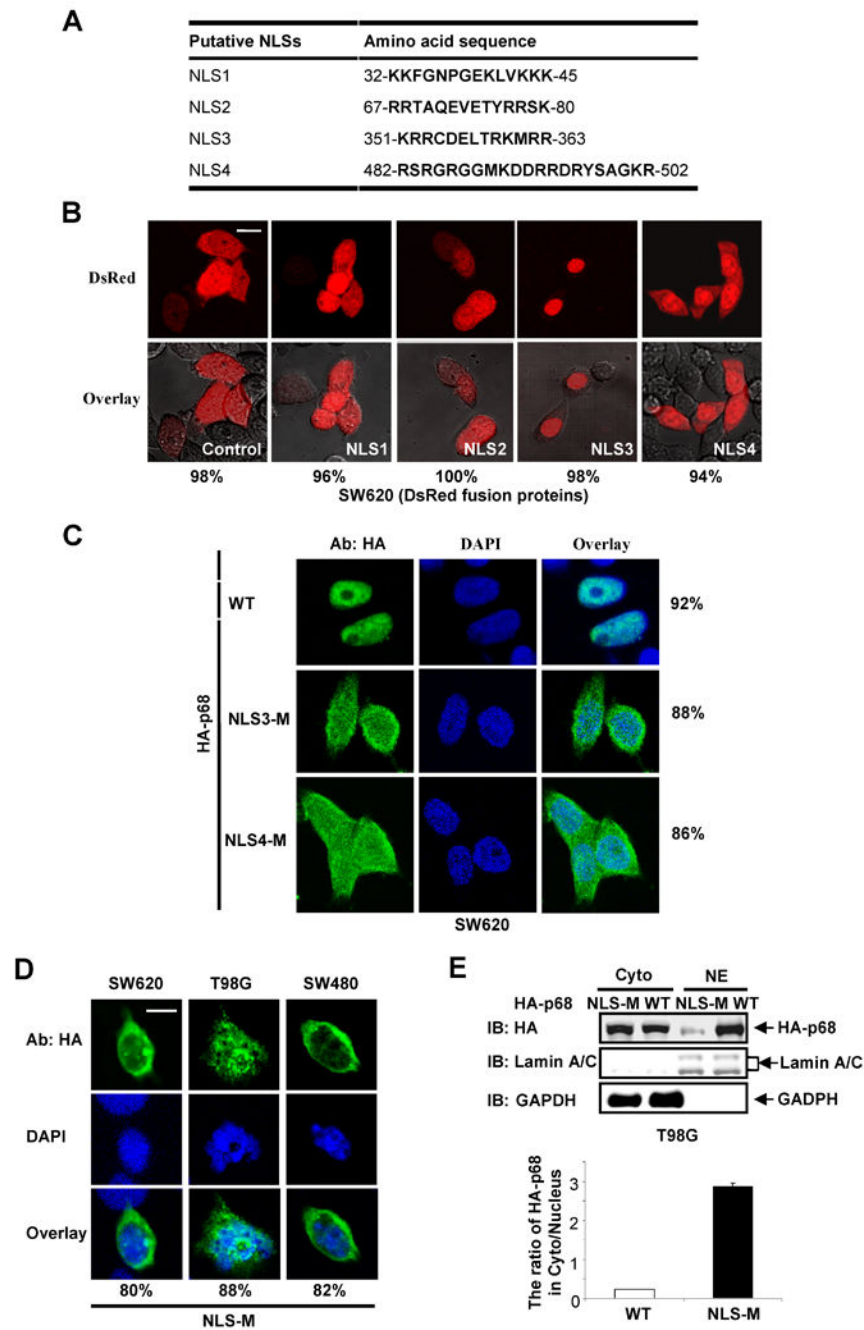 A
Putative NLSs Amino acid sequence
NLS1 32-KKFGNPGEKLVKKK-45
NLS2 67-RRTAQEVETYRRSK-80
NLS3 351-KRRCDELTRKMRR-363
NLS4 482-RSRGRGGMKDDRRDRYSAGKR-502
B
DsRed
Overlay
Control NLS1 NLS2 NLS3 NLS4
98% 96% 100% 98% 94%
SW620 (DsRed fusion proteins)
C
Ab: HA DAPI Overlay
HA-p68
WT 92%
NLS3-M 88%
NLS4-M 86%
SW620
D
SW620 T98G SW480
Ab: HA
DAPI
Overlay
80% 88% 82%
NLS-M
E
Cyto NE
HA-p68 NLS-M WT NLS-M WT
IB: HA HA-p68
IB: Lamin A/C Lamin A/C
IB: GAPDH GADPH
T98G
The ratio of HA-p68
in Cyto/Nucleus
3
2
1
0
WT NLS-M